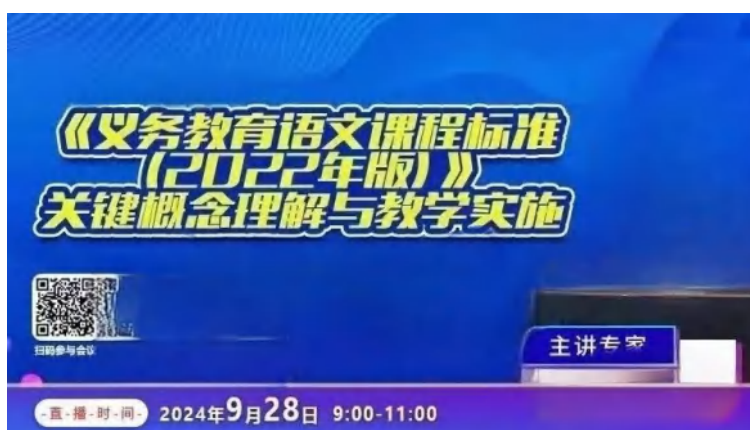 《义务教育语文课程标准
(2022年版)》
关键概念理解与教学实施
扫码参与会议
主讲专家
-直-播-时-间- 2024年9月28日 9:00-11:00